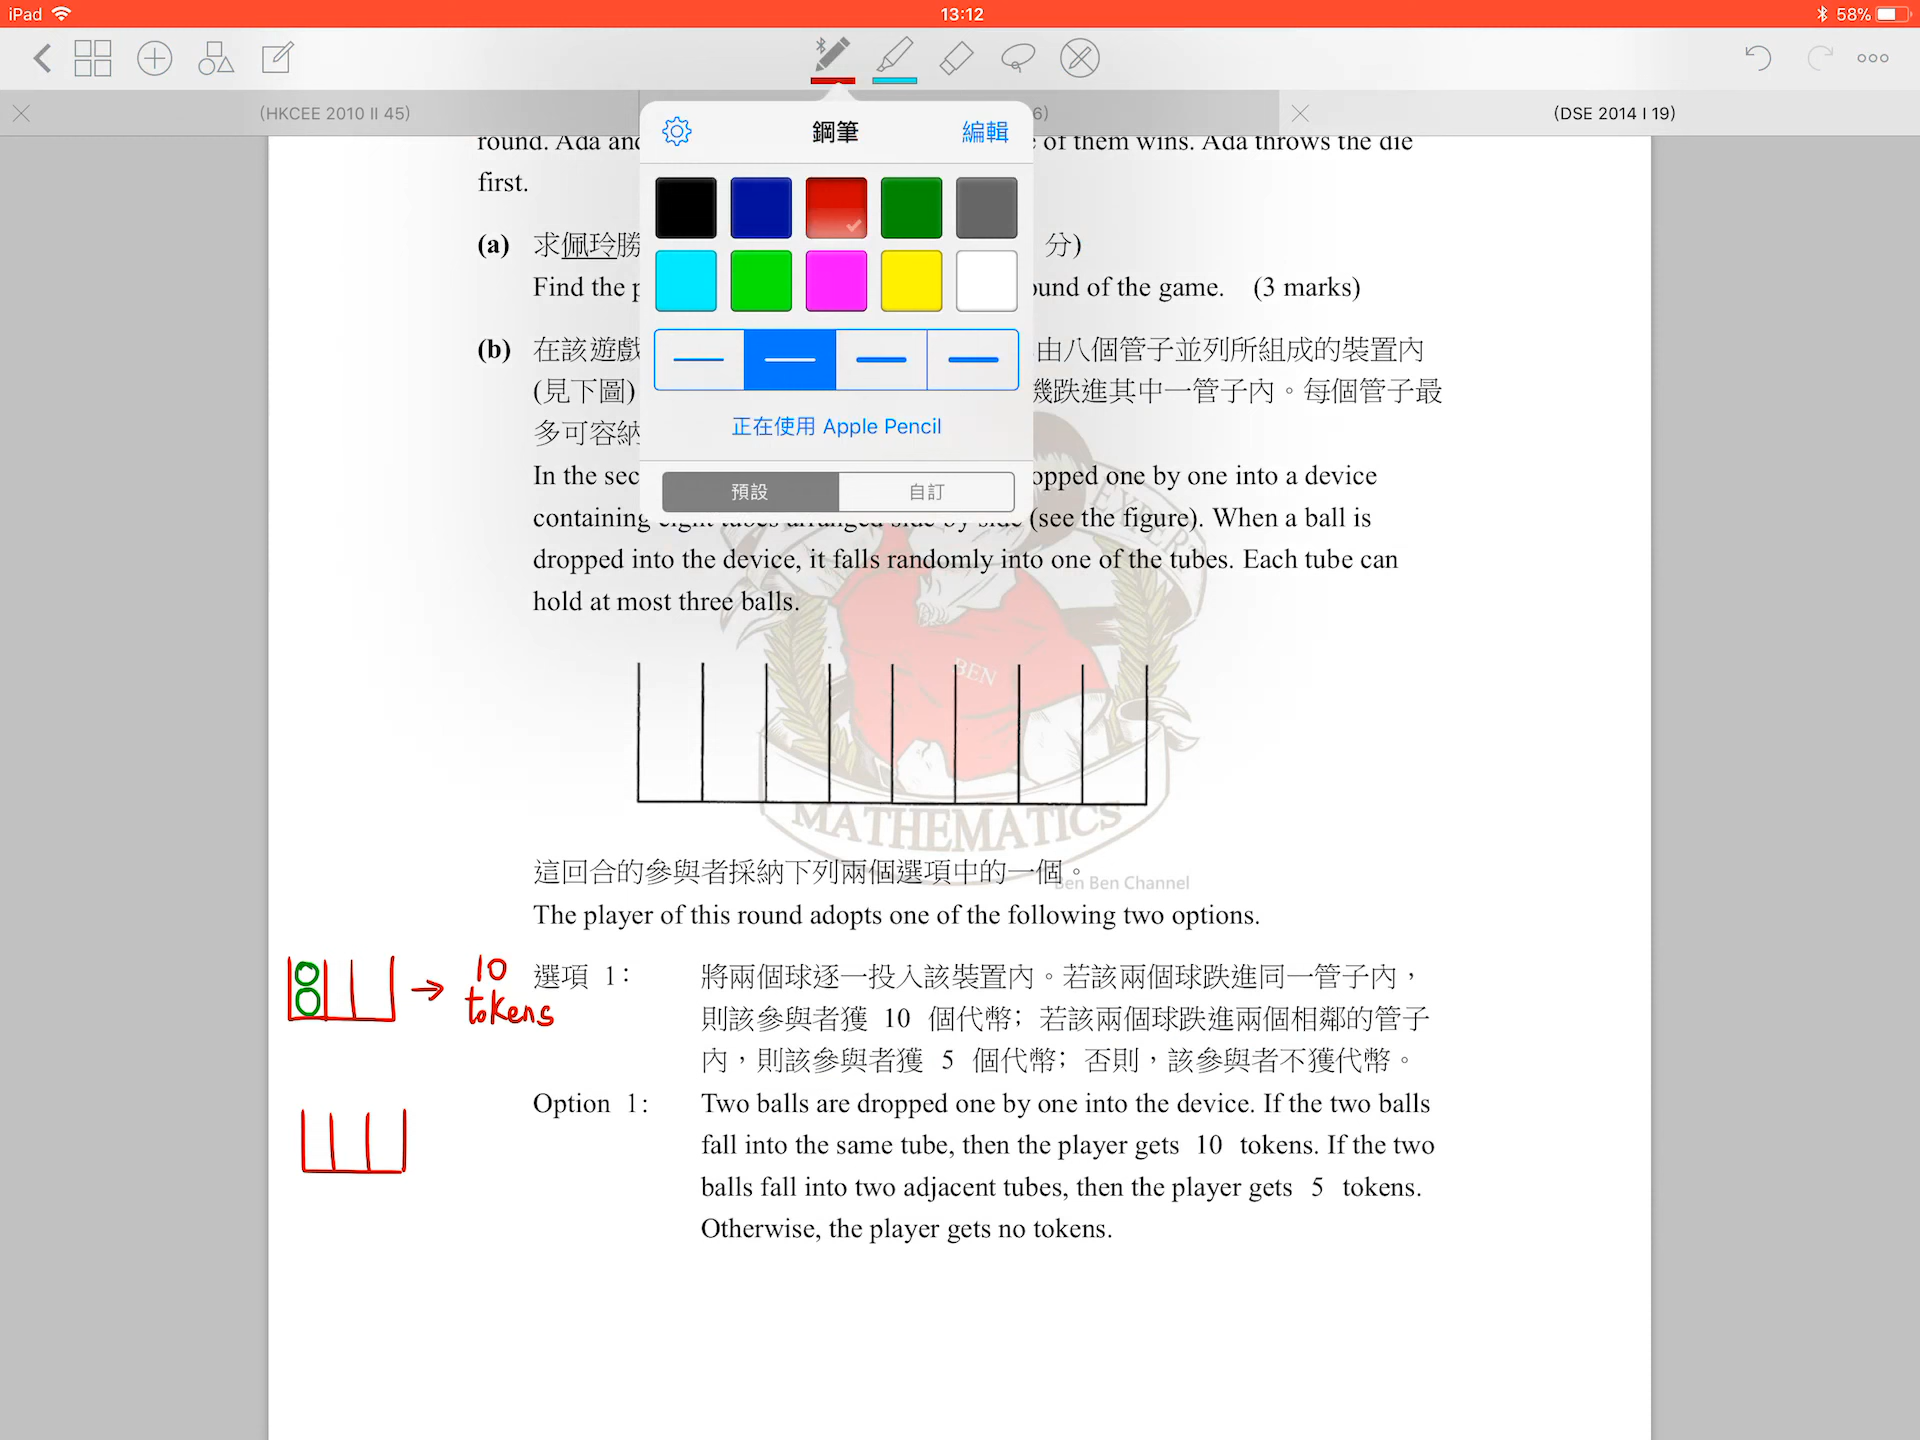 iPad 13:12 58%
(HKCEE 2010 II 45) 6) (DSE 2014 I 19)
鋼筆 編輯
正在使用 Apple Pencil
預設 自訂
round. Ada and of them wins. Ada throws the die
first.
(a) 求佩玲勝 分)
Find the p ound of the game. (3 marks)
(b) 在該遊戲 由八個管子並列所組成的裝置內
(見下圖) 機跌進其中一管子內。每個管子最
多可容納
In the sec opped one by one into a device
containing eight tubes arranged side by side (see the figure). When a ball is
dropped into the device, it falls randomly into one of the tubes. Each tube can
hold at most three balls.
EXPERT
BEN
MATHEMATICS
Ben Ben Channel
這回合的參與者採納下列兩個選項中的一個。
The player of this round adopts one of the following two options.
10
tokens
選項 1: 將兩個球逐一投入該裝置內。若該兩個球跌進同一管子內，
則該參與者獲 10 個代幣; 若該兩個球跌進兩個相鄰的管子
內，則該參與者獲 5 個代幣; 否則，該參與者不獲代幣。
Option 1: Two balls are dropped one by one into the device. If the two balls
fall into the same tube, then the player gets 10 tokens. If the two
balls fall into two adjacent tubes, then the player gets 5 tokens.
Otherwise, the player gets no tokens.